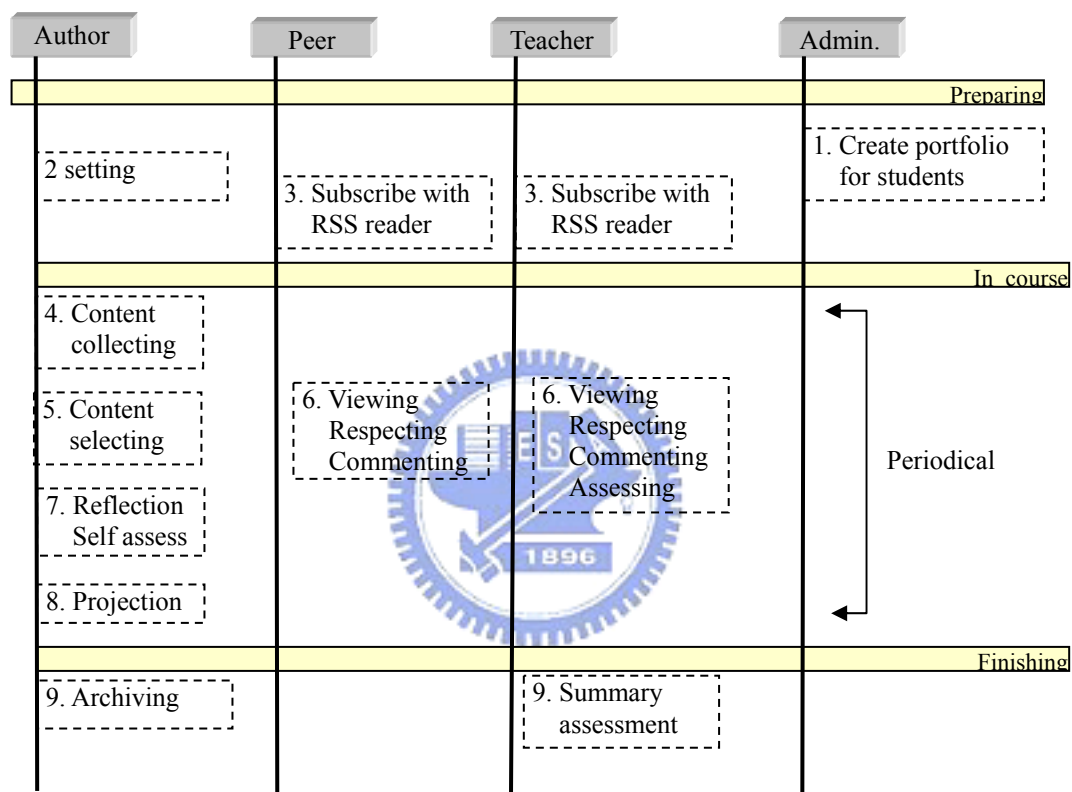 Author
Peer
Teacher
Admin.
Preparing
1. Create portfolio
for students
2 setting
3. Subscribe with
RSS reader
3. Subscribe with
RSS reader
In course
4. Content
collecting
5. Content
selecting
6. Viewing
Respecting
Commenting
6. Viewing
Respecting
Commenting
Assessing
Periodical
7. Reflection
Self assess
8. Projection
E S
1896
Finishing
9. Archiving
9. Summary
assessment